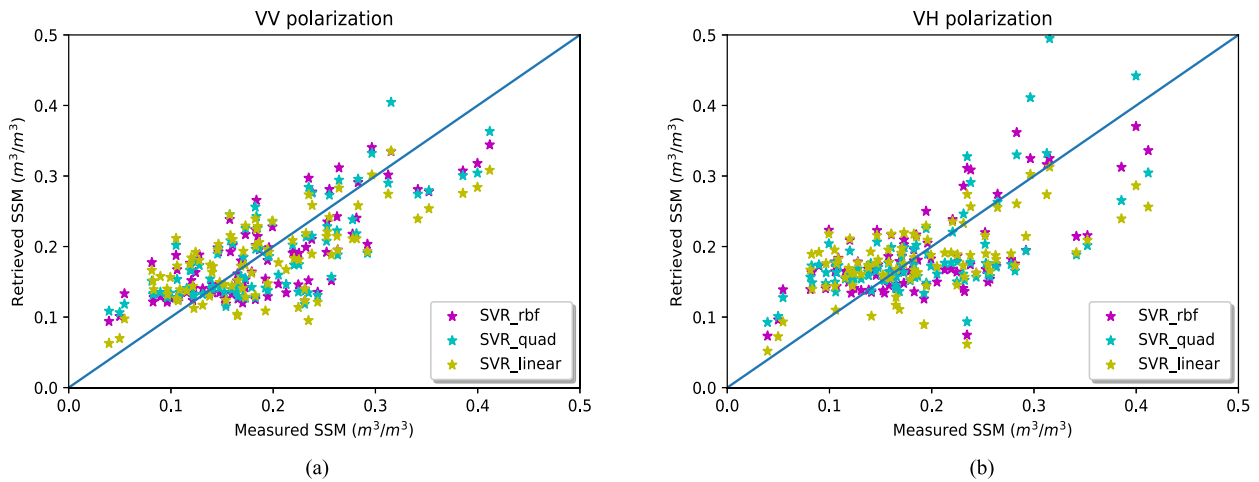 VV polarization
Retrieved SSM (m³/m³)
0.5
0.4
0.3
0.2
0.1
0.0
0.0 0.1 0.2 0.3 0.4 0.5
SVR_rbf
SVR_quad
SVR_linear
Measured SSM (m³/m³)
(a)
VH polarization
Retrieved SSM (m³/m³)
0.5
0.4
0.3
0.2
0.1
0.0
0.0 0.1 0.2 0.3 0.4 0.5
SVR_rbf
SVR_quad
SVR_linear
Measured SSM (m³/m³)
(b)